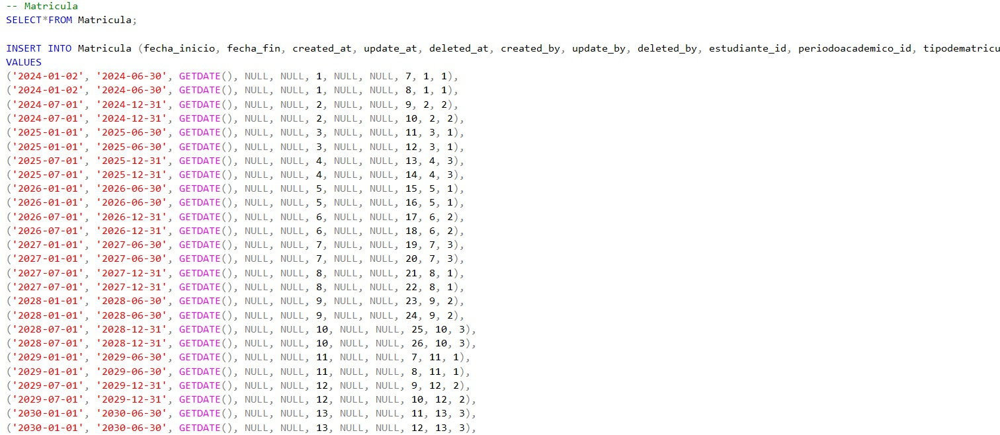 -- Matricula
SELECT*FROM Matricula;
INSERT INTO Matricula (fecha_inicio, fecha_fin, created_at, update_at, deleted_at, created_by, update_by, deleted_by, estudiante_id, periodoacademico_id, tipodematricu
VALUES
('2024-01-02', '2024-06-30', GETDATE(), NULL, NULL, 1, NULL, NULL, 7, 1, 1),
('2024-01-02', '2024-06-30', GETDATE(), NULL, NULL, 1, NULL, NULL, 8, 1, 1),
('2024-07-01', '2024-12-31', GETDATE(), NULL, NULL, 2, NULL, NULL, 9, 2, 2),
('2024-07-01', '2024-12-31', GETDATE(), NULL, NULL, 2, NULL, NULL, 10, 2, 2),
('2025-01-01', '2025-06-30', GETDATE(), NULL, NULL, 3, NULL, NULL, 11, 3, 1),
('2025-01-01', '2025-06-30', GETDATE(), NULL, NULL, 3, NULL, NULL, 12, 3, 1),
('2025-07-01', '2025-12-31', GETDATE(), NULL, NULL, 4, NULL, NULL, 13, 4, 3),
('2025-07-01', '2025-12-31', GETDATE(), NULL, NULL, 4, NULL, NULL, 14, 4, 3),
('2026-01-01', '2026-06-30', GETDATE(), NULL, NULL, 5, NULL, NULL, 15, 5, 1),
('2026-01-01', '2026-06-30', GETDATE(), NULL, NULL, 5, NULL, NULL, 16, 5, 1),
('2026-07-01', '2026-12-31', GETDATE(), NULL, NULL, 6, NULL, NULL, 17, 6, 2),
('2026-07-01', '2026-12-31', GETDATE(), NULL, NULL, 6, NULL, NULL, 18, 6, 2),
('2027-01-01', '2027-06-30', GETDATE(), NULL, NULL, 7, NULL, NULL, 19, 7, 3),
('2027-01-01', '2027-06-30', GETDATE(), NULL, NULL, 7, NULL, NULL, 20, 7, 3),
('2027-07-01', '2027-12-31', GETDATE(), NULL, NULL, 8, NULL, NULL, 21, 8, 1),
('2027-07-01', '2027-12-31', GETDATE(), NULL, NULL, 8, NULL, NULL, 22, 8, 1),
('2028-01-01', '2028-06-30', GETDATE(), NULL, NULL, 9, NULL, NULL, 23, 9, 2),
('2028-01-01', '2028-06-30', GETDATE(), NULL, NULL, 9, NULL, NULL, 24, 9, 2),
('2028-07-01', '2028-12-31', GETDATE(), NULL, NULL, 10, NULL, NULL, 25, 10, 3),
('2028-07-01', '2028-12-31', GETDATE(), NULL, NULL, 10, NULL, NULL, 26, 10, 3),
('2029-01-01', '2029-06-30', GETDATE(), NULL, NULL, 11, NULL, NULL, 7, 11, 1),
('2029-01-01', '2029-06-30', GETDATE(), NULL, NULL, 11, NULL, NULL, 8, 11, 1),
('2029-07-01', '2029-12-31', GETDATE(), NULL, NULL, 12, NULL, NULL, 9, 12, 2),
('2029-07-01', '2029-12-31', GETDATE(), NULL, NULL, 12, NULL, NULL, 10, 12, 2),
('2030-01-01', '2030-06-30', GETDATE(), NULL, NULL, 13, NULL, NULL, 11, 13, 3),
('2030-01-01', '2030-06-30', GETDATE(), NULL, NULL, 13, NULL, NULL, 12, 13, 3),